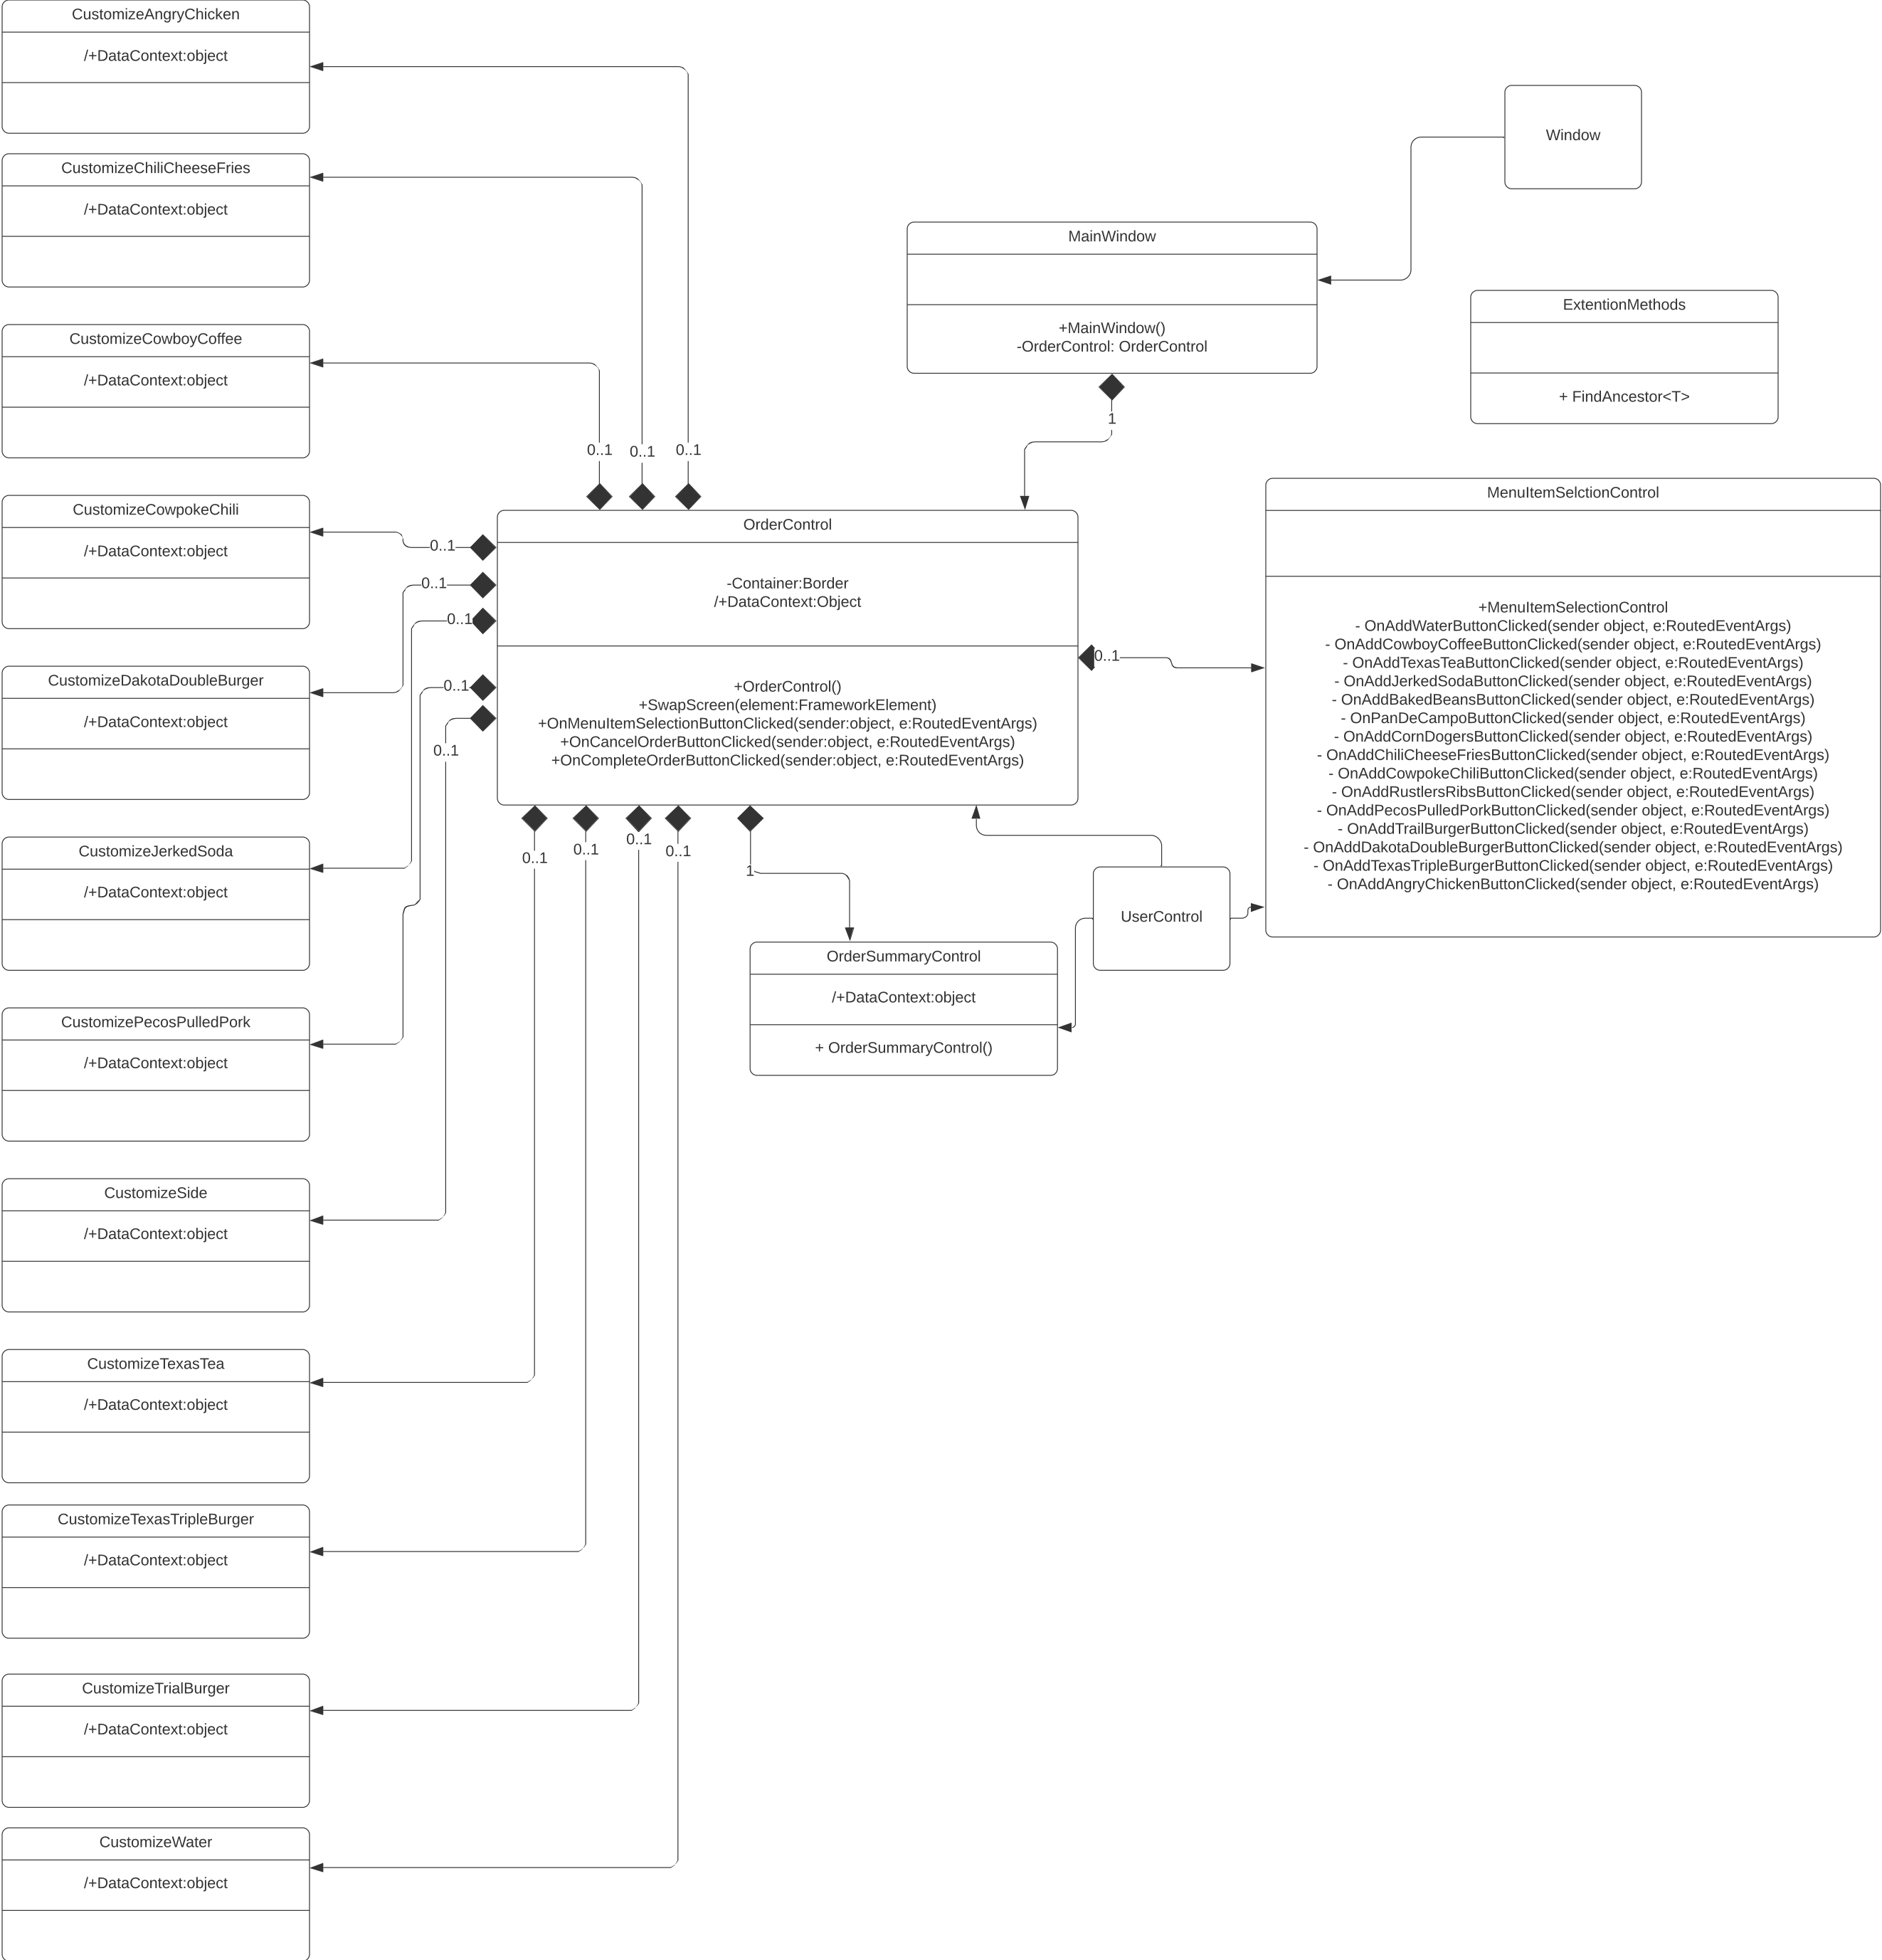 CustomizeAngryChicken
/+DataContext:object
CustomizeChiliCheeseFries
/+DataContext:object
CustomizeCowboyCoffee
/+DataContext:object
CustomizeCowpokeChili
/+DataContext:object
CustomizeDakotaDoubleBurger
/+DataContext:object
CustomizeJerkedSoda
/+DataContext:object
CustomizePecosPulledPork
/+DataContext:object
CustomizeSide
/+DataContext:object
CustomizeTexasTea
/+DataContext:object
CustomizeTexasTripleBurger
/+DataContext:object
CustomizeTrialBurger
/+DataContext:object
CustomizeWater
/+DataContext:object
0..1
0..1
0..1
0..1
0..1
0..1
0..1
0..1
0..1
0..1
0..1
0..1
OrderControl
-Container:Border
/+DataContext:Object
+OrderControl()
+SwapScreen(element:FrameworkElement)
+OnMenuItemSelectionButtonClicked(sender:object, e:RoutedEventArgs)
+OnCancelOrderButtonClicked(sender:object, e:RoutedEventArgs)
+OnCompleteOrderButtonClicked(sender:object, e:RoutedEventArgs)
1
0..1
MainWindow
+MainWindow()
-OrderControl: OrderControl
1
Window
ExtentionMethods
+ FindAncestor<T>
MenuItemSelctionControl
+MenuItemSelectionControl
- OnAddWaterButtonClicked(sender object, e:RoutedEventArgs)
- OnAddCowboyCoffeeButtonClicked(sender object, e:RoutedEventArgs)
- OnAddTexasTeaButtonClicked(sender object, e:RoutedEventArgs)
- OnAddJerkedSodaButtonClicked(sender object, e:RoutedEventArgs)
- OnAddBakedBeansButtonClicked(sender object, e:RoutedEventArgs)
- OnPanDeCampoButtonClicked(sender object, e:RoutedEventArgs)
- OnAddCornDogersButtonClicked(sender object, e:RoutedEventArgs)
- OnAddChiliCheeseFriesButtonClicked(sender object, e:RoutedEventArgs)
- OnAddCowpokeChiliButtonClicked(sender object, e:RoutedEventArgs)
- OnAddRustlersRibsButtonClicked(sender object, e:RoutedEventArgs)
- OnAddPecosPulledPorkButtonClicked(sender object, e:RoutedEventArgs)
- OnAddTrailBurgerButtonClicked(sender object, e:RoutedEventArgs)
- OnAddDakotaDoubleBurgerButtonClicked(sender object, e:RoutedEventArgs)
- OnAddTexasTripleBurgerButtonClicked(sender object, e:RoutedEventArgs)
- OnAddAngryChickenButtonClicked(sender object, e:RoutedEventArgs)
UserControl
OrderSummaryControl
/+DataContext:object
+ OrderSummaryControl()